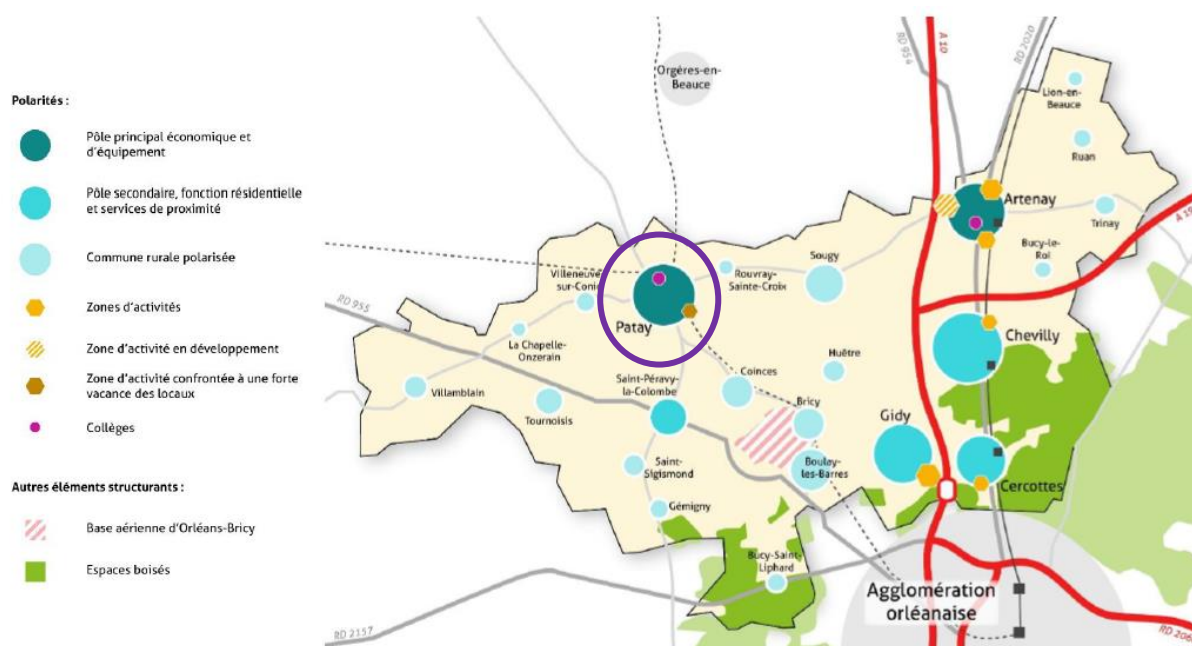 Polarités :
Pôle principal économique et
d'équipement
Pôle secondaire, fonction résidentielle
et services de proximité
Commune rurale polarisée
Zones d'activités
Zone d'activité en développement
Zone d'activité confrontée à une forte
vacance des locaux
Collèges
Autres éléments structurants :
Base aérienne d'Orléans-Bricy
Espaces boisés
Orgères-en-
Beauce
RD 954
A 10
RD 2020
Lion-en-
Beauce
Ruan
Artenay
Trinay
A 19
Bucy-le-
Roi
Sougy
Rouvray-
Sainte-Croix
Villeneuve-
sur-Conie
Patay
RD 955
La Chapelle-
Onzerain
Villamblain
Tournoisis
Saint-Péravy-
la-Colombe
Coinces
Huêtre
Chevilly
Bricy
Gidy
Boulay-
les-Barres
Cercottes
Saint-
Sigismond
Gémigny
Bucy-Saint-
Liphard
Agglomération
orléanaise
RD 2157